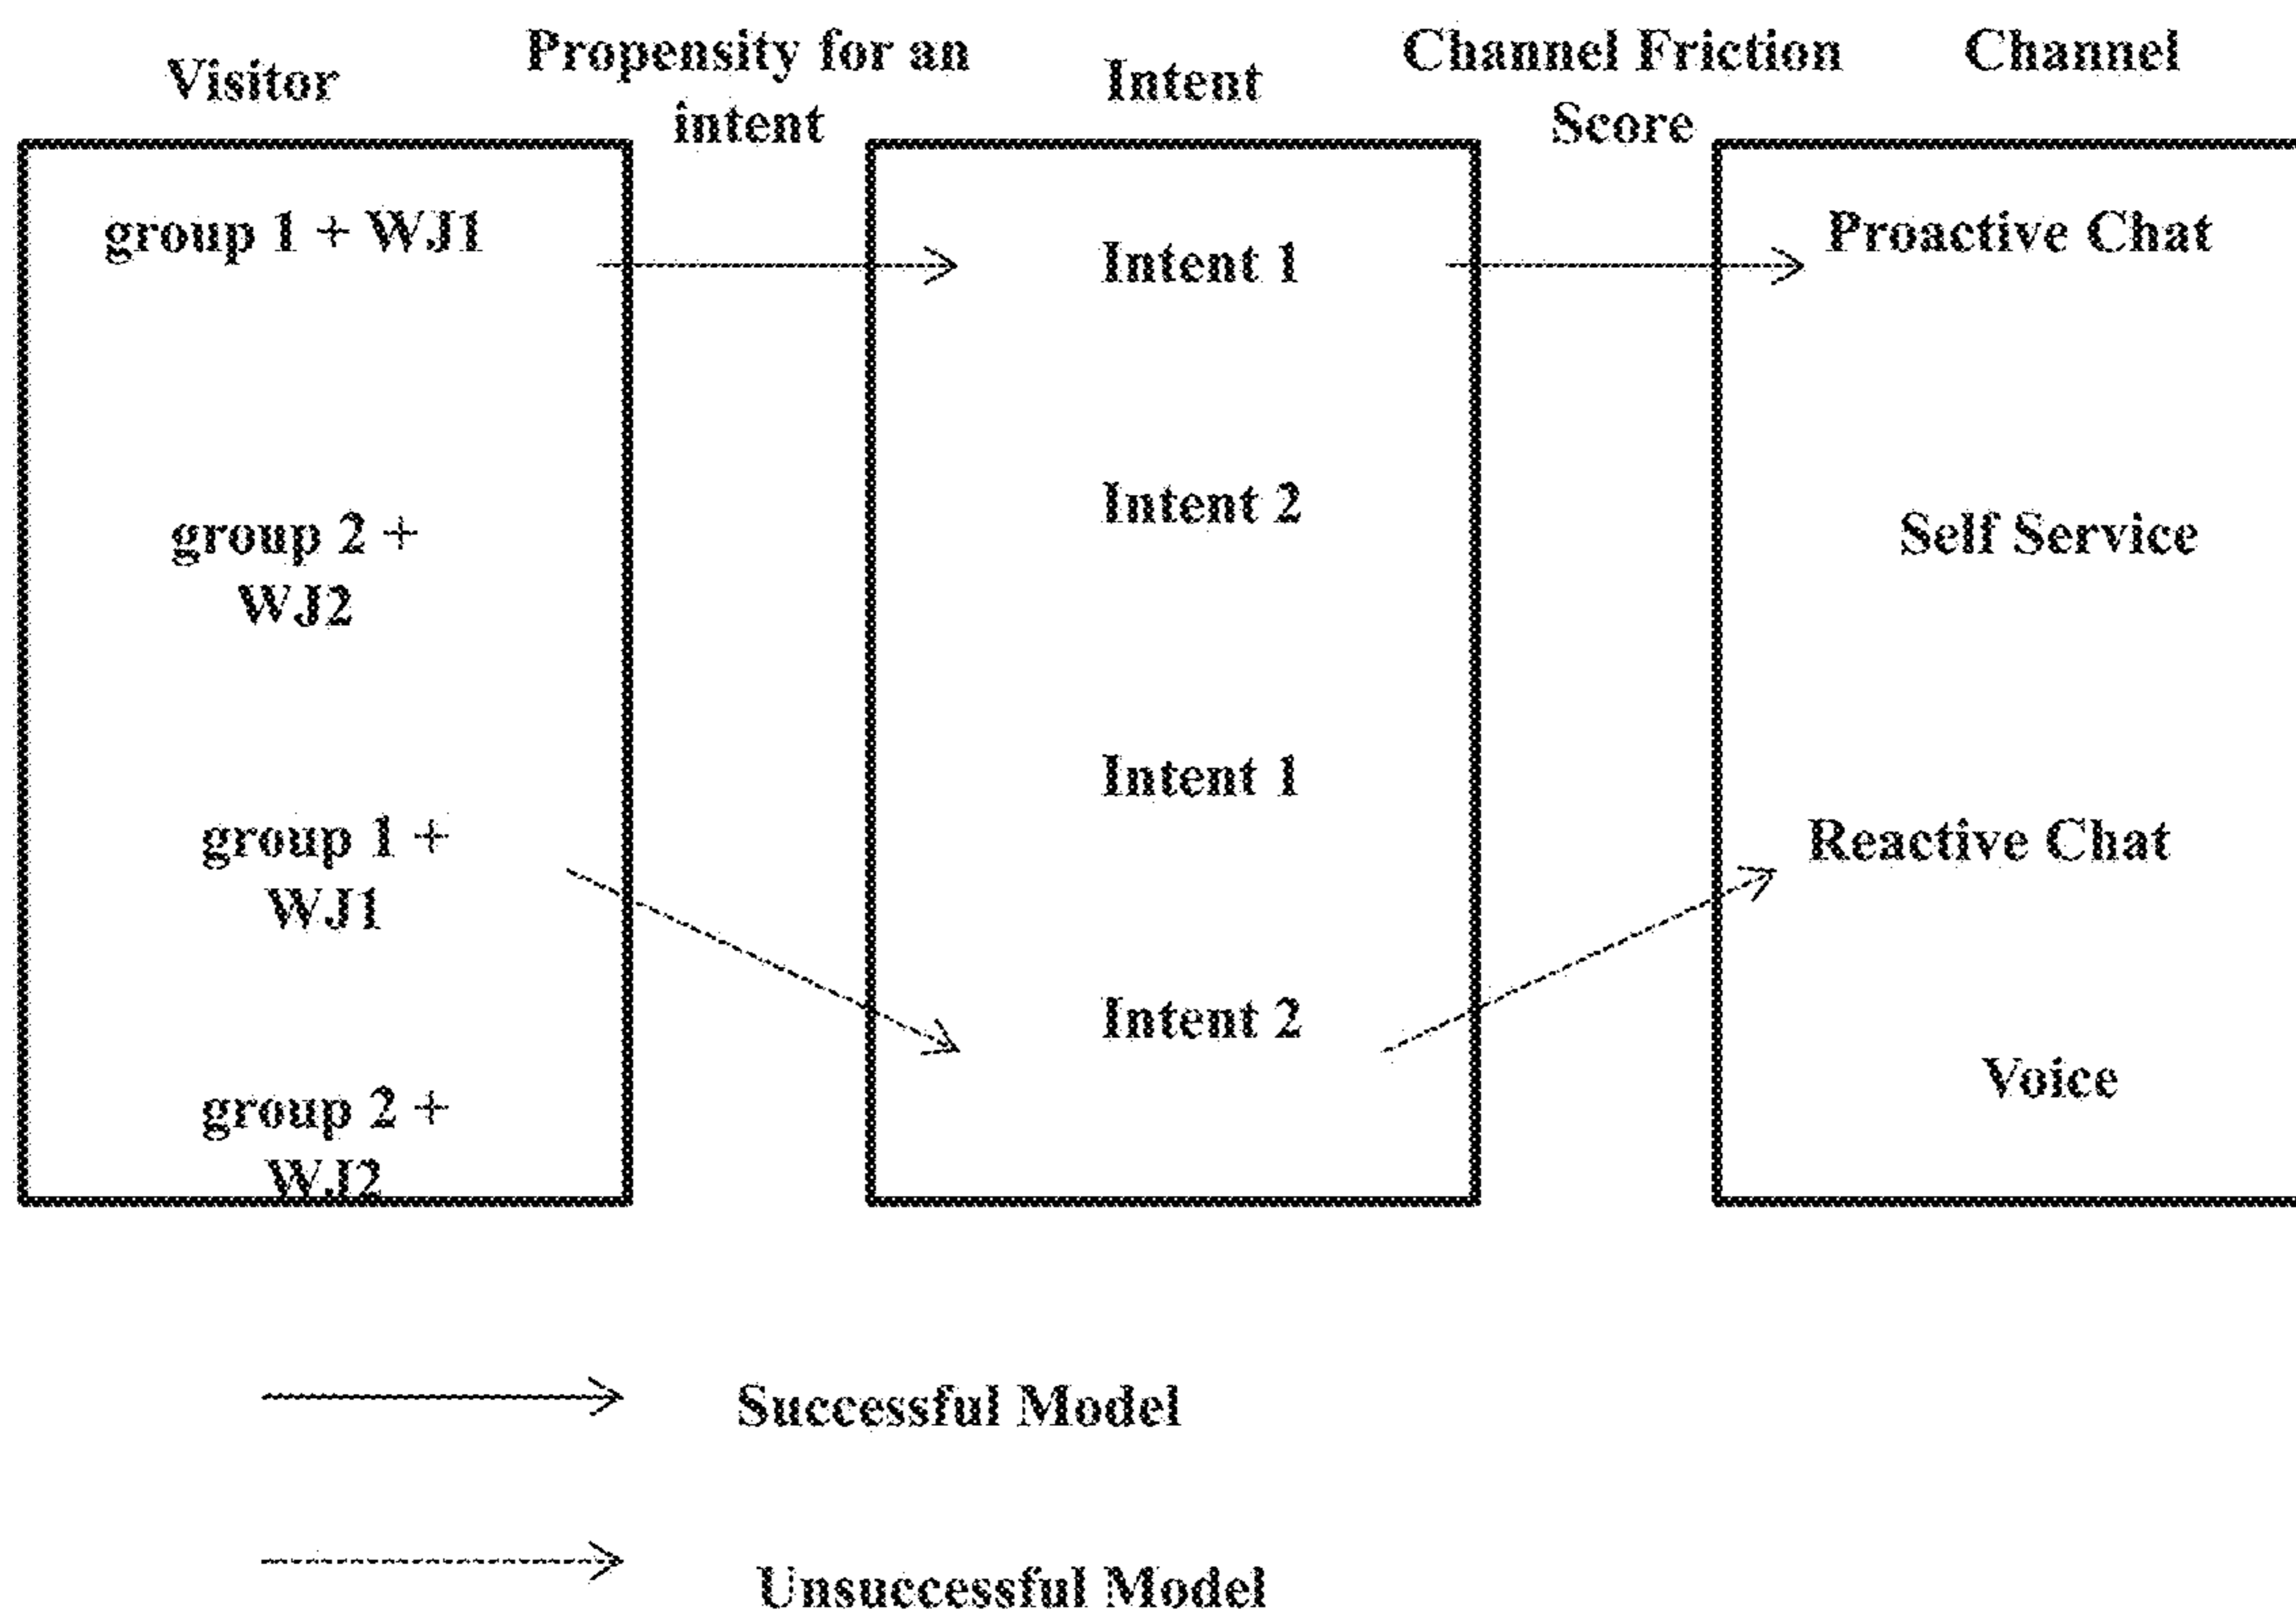 Visitor
Propensity for an
intent
Intent
Channel Friction
Score
Channel
group 1 + WJ1
group 2 +
WJ2
group 1 +
WJ1
group 2 +
WJ2
Intent 1
Intent 2
Intent 1
Intent 2
Proactive Chat
Self Service
Reactive Chat
Voice
Successful Model
Unsuccessful Model